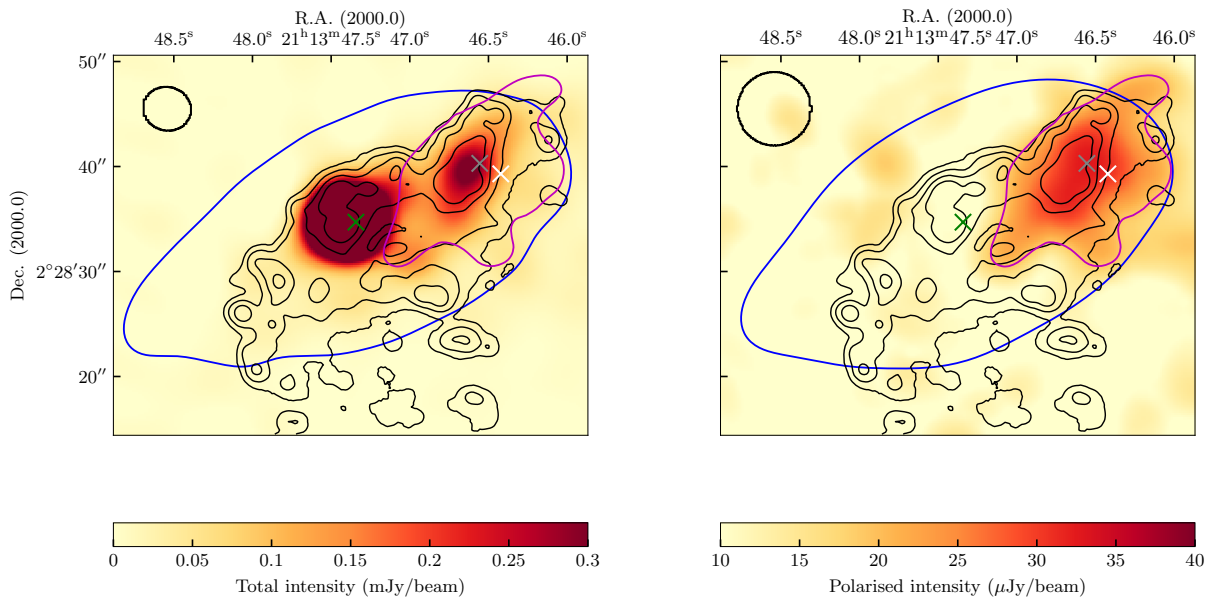 R.A. (2000.0)
48.5ˢ 48.0ˢ 21ʰ13ᵐ47.5ˢ 47.0ˢ 46.5ˢ 46.0ˢ
50″
40″
2°28′30″
20″
Dec. (2000.0)
0 0.05 0.1 0.15 0.2 0.25 0.3
Total intensity (mJy/beam)
R.A. (2000.0)
48.5ˢ 48.0ˢ 21ʰ13ᵐ47.5ˢ 47.0ˢ 46.5ˢ 46.0ˢ
10 15 20 25 30 35 40
Polarised intensity (μJy/beam)